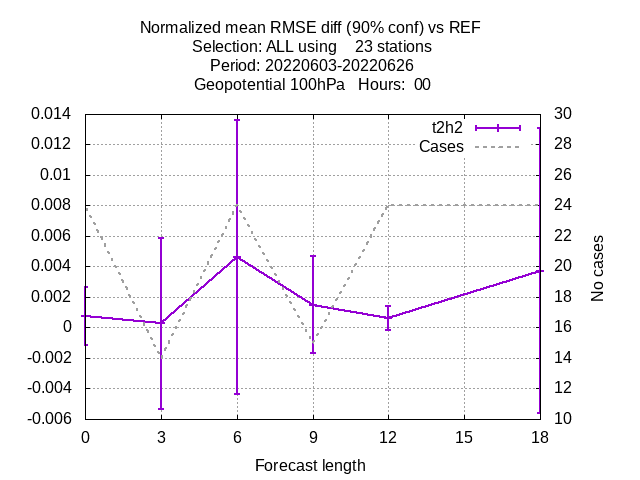 Normalized mean RMSE diff (90% conf) vs REF
Selection: ALL using    23 stations
Period: 20220603-20220626
Geopotential 100hPa   Hours:  00
t2h2
Cases
0.014
0.012
0.01
0.008
0.006
0.004
0.002
0
-0.002
-0.004
-0.006
30
28
26
24
22
20
18
16
14
12
10
No cases
0 3 6 9 12 15 18
Forecast length